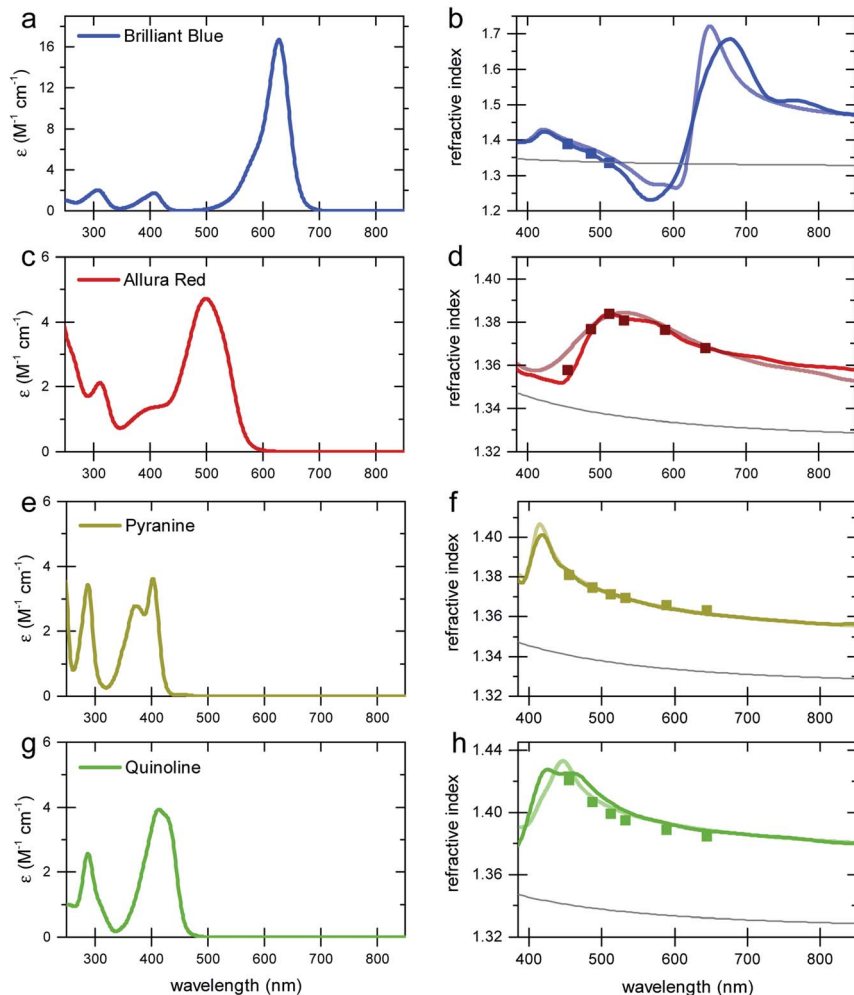 a
Brilliant Blue
ε (M⁻¹ cm⁻¹)
16
12
8
4
0
300 400 500 600 700 800
b
refractive index
1.7
1.6
1.5
1.4
1.3
1.2
400 500 600 700 800
c
Allura Red
ε (M⁻¹ cm⁻¹)
6
4
2
0
300 400 500 600 700 800
d
refractive index
1.40
1.38
1.36
1.34
1.32
400 500 600 700 800
e
Pyranine
ε (M⁻¹ cm⁻¹)
6
4
2
0
300 400 500 600 700 800
f
refractive index
1.40
1.38
1.36
1.33
1.32
400 500 600 700 800
g
Quinoline
ε (M⁻¹ cm⁻¹)
6
4
2
0
300 400 500 600 700 800
wavelength (nm)
h
refractive index
1.44
1.40
1.36
1.32
400 500 600 700 800
wavelength (nm)